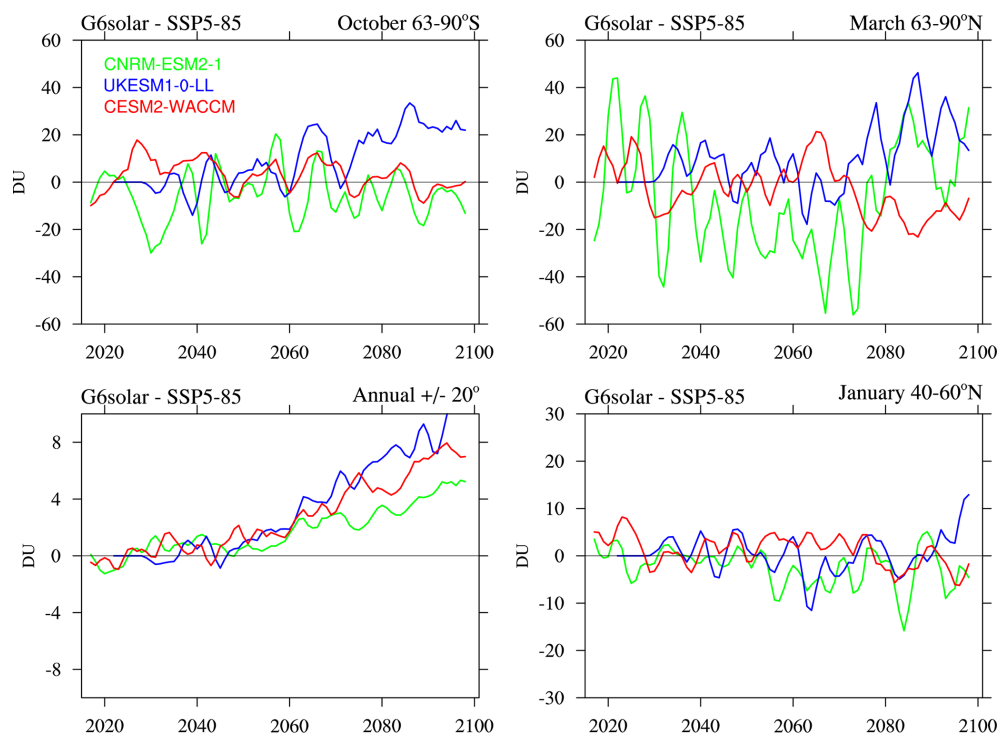 G6solar - SSP5-85 October 63-90°S
60
40
20
0
-20
-40
-60
DU
CNRM-ESM2-1
UKESM1-0-LL
CESM2-WACCM
2020 2040 2060 2080 2100
G6solar - SSP5-85 March 63-90°N
60
40
20
0
-20
-40
-60
DU
2020 2040 2060 2080 2100
G6solar - SSP5-85 Annual +/- 20°
8
4
0
-4
-8
DU
2020 2040 2060 2080 2100
G6solar - SSP5-85 January 40-60°N
30
20
10
0
-10
-20
-30
DU
2020 2040 2060 2080 2100